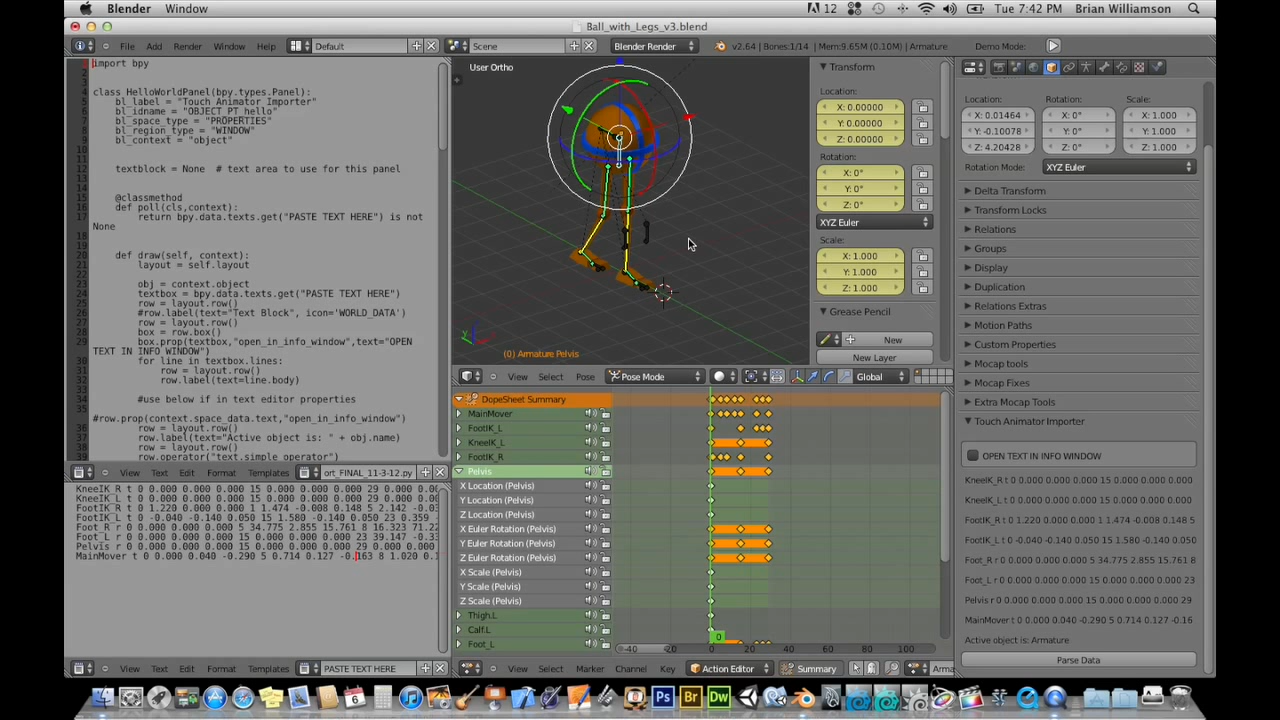 Blender Window 12 Tue 7:42 PM Brian Williamson
Ball_with_Legs_v3.blend
File Add Render Window Help Default Scene Blender Render v2.64 | Bones:1/14 | Mem:9.65M (0.10M) | Armature Demo Mode:
import bpy
class HelloWorldPanel(bpy.types.Panel):
bl_label = "Touch Animator Importer"
bl_idname = "OBJECT PT hello"
bl_space_type = "PROPERTIES"
bl_region_type = "WINDOW"
bl_context = "object"
textblock = None # text area to use for this panel
@classmethod
def poll(cls,context):
return bpy.data.texts.get("PASTE TEXT HERE") is not
None
def draw(self, context):
layout = self.layout
obj = context.object
textbox = bpy.data.texts.get("PASTE TEXT HERE")
row = layout.row()
#row.label(text="Text Block", icon='WORLD_DATA')
row = layout.row()
box = row.box()
box.prop(textbox,"open_in_info_window",text="OPEN
TEXT IN INFO WINDOW")
for line in textbox.lines:
row = layout.row()
row.label(text=line.body)
#use below if in text editor properties
#row.prop(context.space_data.text,"open_in_info_window")
row = layout.row()
row.label(text="Active object is: " + obj.name)
row = layout.row()
row.operator("text.simple_operator")
View Text Edit Format Templates ort_FINAL_11-3-12.py
KneeIK_R t 0 0.000 0.000 0.000 15 0.000 0.000 0.000 29 0.000 0.00
KneeIK_L t 0 0.000 0.000 0.000 15 0.000 0.000 0.000 29 0.000 0.00
FootIK_R t 0 1.220 0.000 0.000 1 1.474 -0.008 0.148 5 2.142 -0.03
FootIK_L t 0 -0.040 -0.140 0.050 15 1.580 -0.140 0.050 23 0.359
Foot_R r 0 0.000 0.000 0.000 5 34.775 2.855 15.761 8 16.323 71.22
Foot_L r 0 0.000 0.000 0.000 15 0.000 0.000 0.000 23 39.147 -0.33
Pelvis r 0 0.000 0.000 0.000 15 0.000 0.000 0.000 29 0.000 0.000
MainMover t 0 0.000 0.040 -0.290 5 0.714 0.127 -0.163 8 1.020 0.1
View Text Edit Format Templates PASTE TEXT HERE
User Ortho
(0) Armature Pelvis
View Select Pose Pose Mode Global
Transform
Location:
X: 0.00000
Y: 0.00000
Z: 0.00000
Rotation:
X: 0°
Y: 0°
Z: 0°
XYZ Euler
Scale:
X: 1.000
Y: 1.000
Z: 1.000
Grease Pencil
New
New Layer
DopeSheet Summary
MainMover
FootIK_L
KneeIK_L
FootIK_R
Pelvis
X Location (Pelvis)
Y Location (Pelvis)
Z Location (Pelvis)
X Euler Rotation (Pelvis)
Y Euler Rotation (Pelvis)
Z Euler Rotation (Pelvis)
X Scale (Pelvis)
Y Scale (Pelvis)
Z Scale (Pelvis)
Thigh.L
Calf.L
Foot_L
0
-40 -20 0 20 40 60 80 100
View Select Marker Channel Key Action Editor Summary Arma
Location: Rotation: Scale:
X: 0.01464 X: 0° X: 1.000
Y: -0.10078 Y: 0° Y: 1.000
Z: 4.20428 Z: 0° Z: 1.000
Rotation Mode: XYZ Euler
Delta Transform
Transform Locks
Relations
Groups
Display
Duplication
Relations Extras
Motion Paths
Custom Properties
Mocap tools
Mocap Fixes
Extra Mocap Tools
Touch Animator Importer
OPEN TEXT IN INFO WINDOW
KneeIK_R t 0 0.000 0.000 0.000 15
KneeIK_L t 0 0.000 0.000 0.000 15
FootIK_R t 0 1.220 0.000 0.000 1 1.474 -0.008 0.148 5
FootIK_L t 0 -0.040 -0.140 0.050 15 1.580 -0.140 0.050
Foot_R r 0 0.000 0.000 0.000 5 34.775 2.855 15.761 8
Foot_L r 0 0.000 0.000 0.000 15 0.000 0.000 0.000 23
Pelvis r 0 0.000 0.000 0.000 15 0.000 0.000 0.000 29
MainMover t 0 0.000 0.040 -0.290 5 0.714 0.127 -0.16
Active object is: Armature
Parse Data
Ps Br Dw